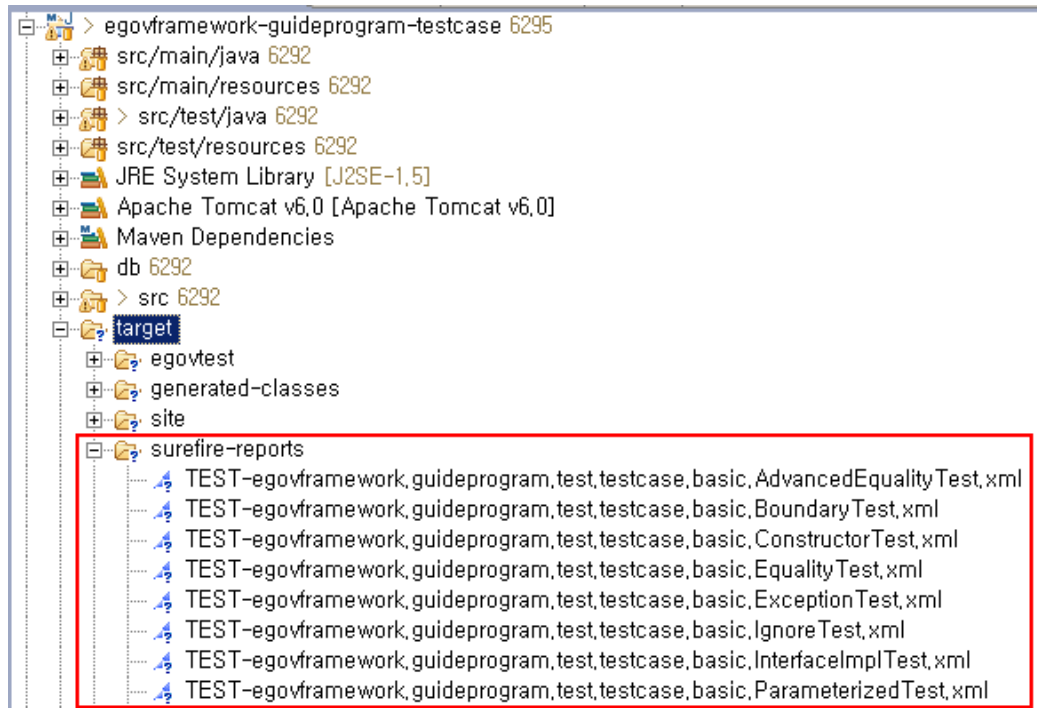 > egovframework-guideprogram-testcase 6295
src/main/java 6292
src/main/resources 6292
> src/test/java 6292
src/test/resources 6292
JRE System Library [J2SE-1.5]
Apache Tomcat v6.0 [Apache Tomcat v6.0]
Maven Dependencies
db 6292
> src 6292
target
egovtest
generated-classes
site
surefire-reports
TEST-egovframework.guideprogram.test.testcase.basic.AdvancedEqualityTest.xml
TEST-egovframework.guideprogram.test.testcase.basic.BoundaryTest.xml
TEST-egovframework.guideprogram.test.testcase.basic.ConstructorTest.xml
TEST-egovframework.guideprogram.test.testcase.basic.EqualityTest.xml
TEST-egovframework.guideprogram.test.testcase.basic.ExceptionTest.xml
TEST-egovframework.guideprogram.test.testcase.basic.IgnoreTest.xml
TEST-egovframework.guideprogram.test.testcase.basic.InterfaceImplTest.xml
TEST-egovframework.guideprogram.test.testcase.basic.ParameterizedTest.xml